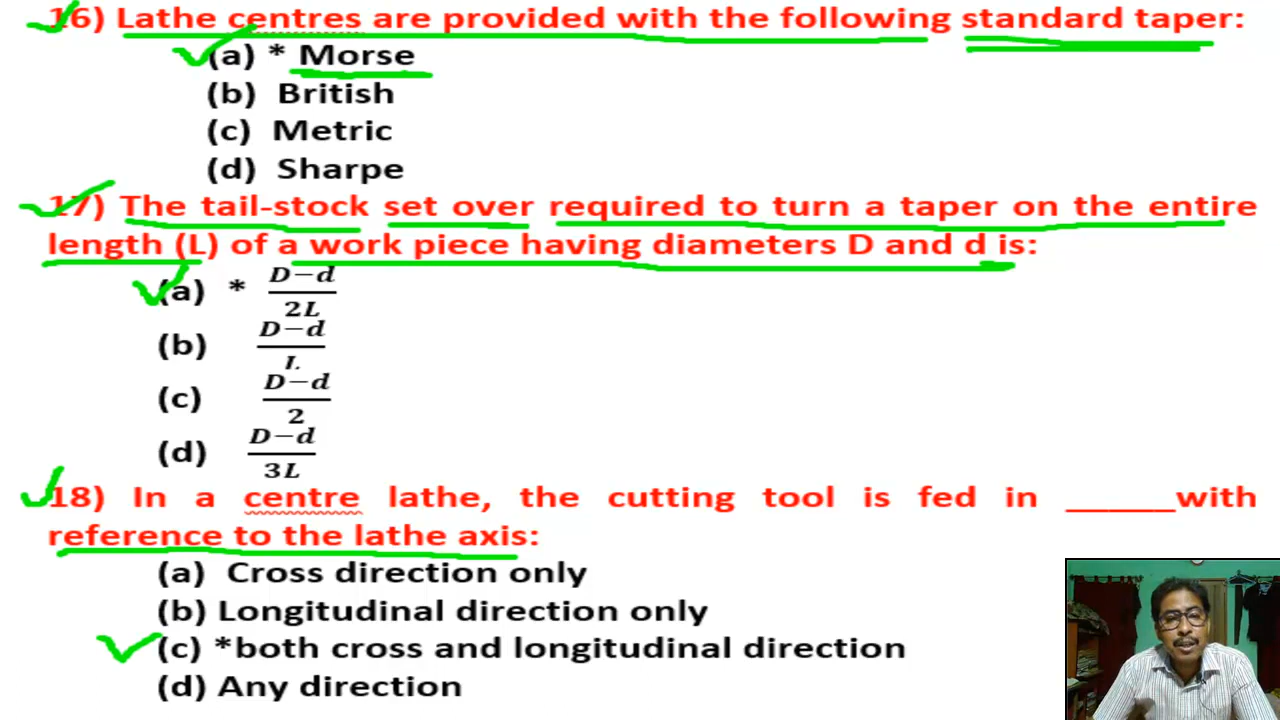 16) Lathe centres are provided with the following standard taper:
(a) * Morse
(b) British
(c) Metric
(d) Sharpe
17) The tail-stock set over required to turn a taper on the entire
length (L) of a work piece having diameters D and d is:
(a) * D-d/2L
(b) D-d/L
(c) D-d/2
(d) D-d/3L
18) In a centre lathe, the cutting tool is fed in ______with
reference to the lathe axis:
(a) Cross direction only
(b) Longitudinal direction only
(c) *both cross and longitudinal direction
(d) Any direction